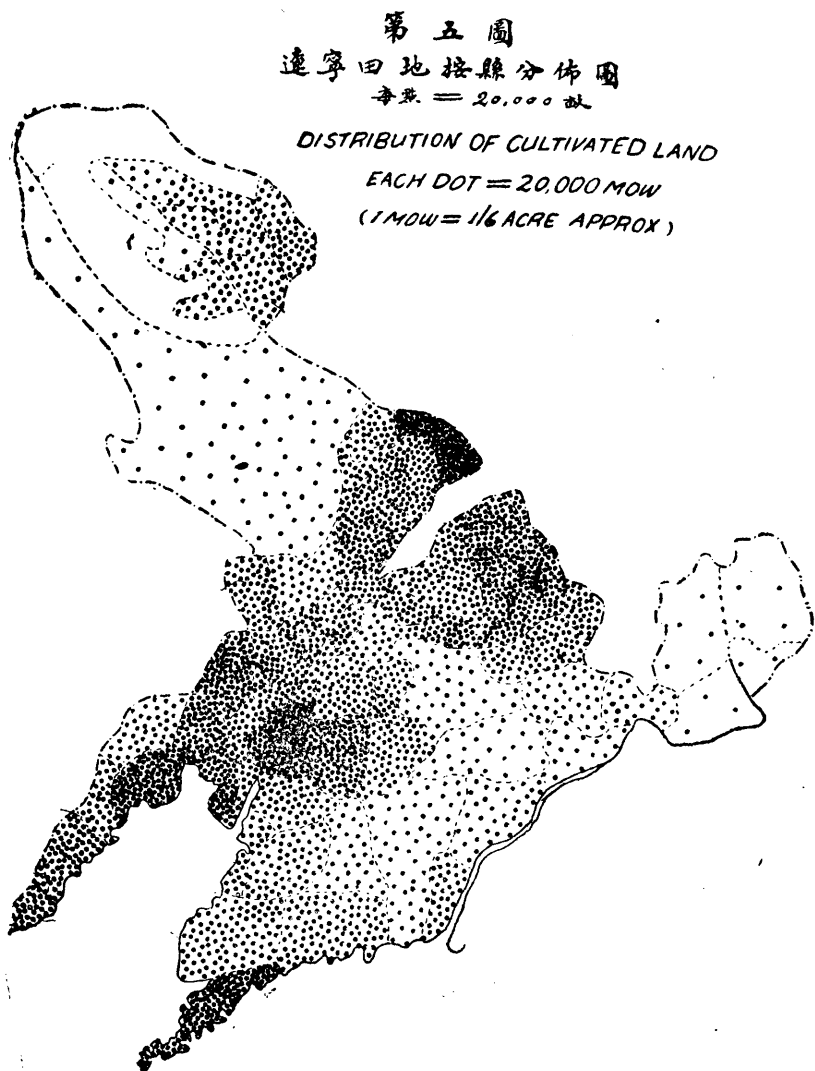 第五圖
遼寧田地按縣分佈圖
每點=20,000畝
DISTRIBUTION OF CULTIVATED LAND
EACH DOT=20,000 MOW
(1 MOW=1/6 ACRE APPROX)